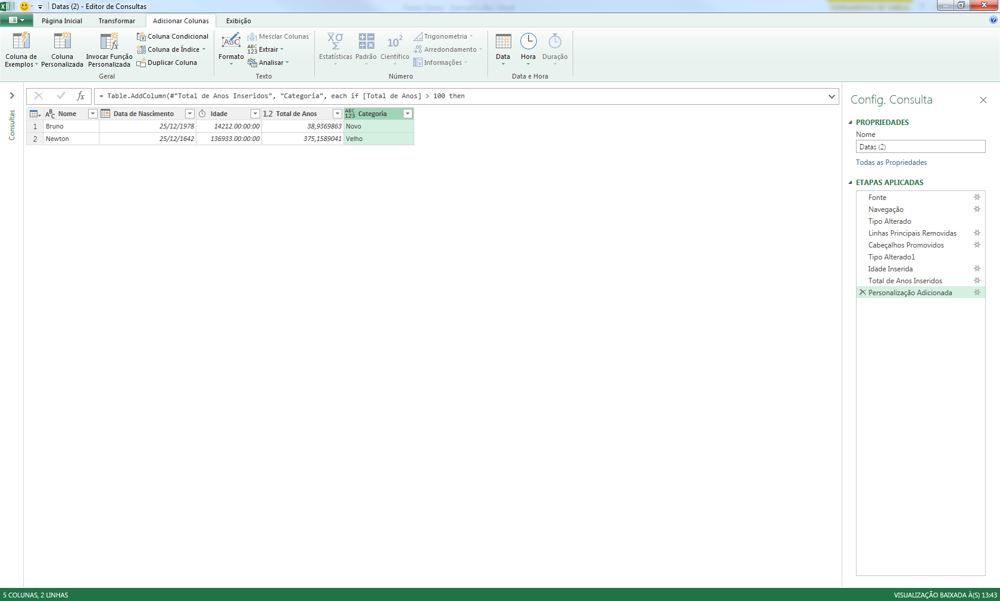 Datas (2) - Editor de Consultas
Página Inicial Transformar Adicionar Colunas Exibição
Coluna de Exemplos
Coluna Personalizada
Invocar Função Personalizada
Coluna Condicional
Coluna de Índice
Duplicar Coluna
Geral
Formato
Mesclar Colunas
Extrair
Analisar
Texto
Estatísticas
Padrão
Científico
Trigonometria
Arredondamento
Informações
Número
Data
Hora
Duração
Data e Hora
Consultas
= Table.AddColumn(#"Total de Anos Inseridos", "Categoria", each if [Total de Anos] > 100 then
Nome Data de Nascimento Idade 1.2 Total de Anos Categoria
1 Bruno 25/12/1978 14212.00:00:00 38,9369863 Novo
2 Newton 25/12/1642 136933.00:00:00 375,1589041 Velho
Config. Consulta
PROPRIEDADES
Nome
Datas (2)
Todas as Propriedades
ETAPAS APLICADAS
Fonte
Navegação
Tipo Alterado
Linhas Principais Removidas
Cabeçalhos Promovidos
Tipo Alterado1
Idade Inserida
Total de Anos Inseridos
Personalização Adicionada
5 COLUNAS, 2 LINHAS
VISUALIZAÇÃO BAIXADA À(S) 13:43